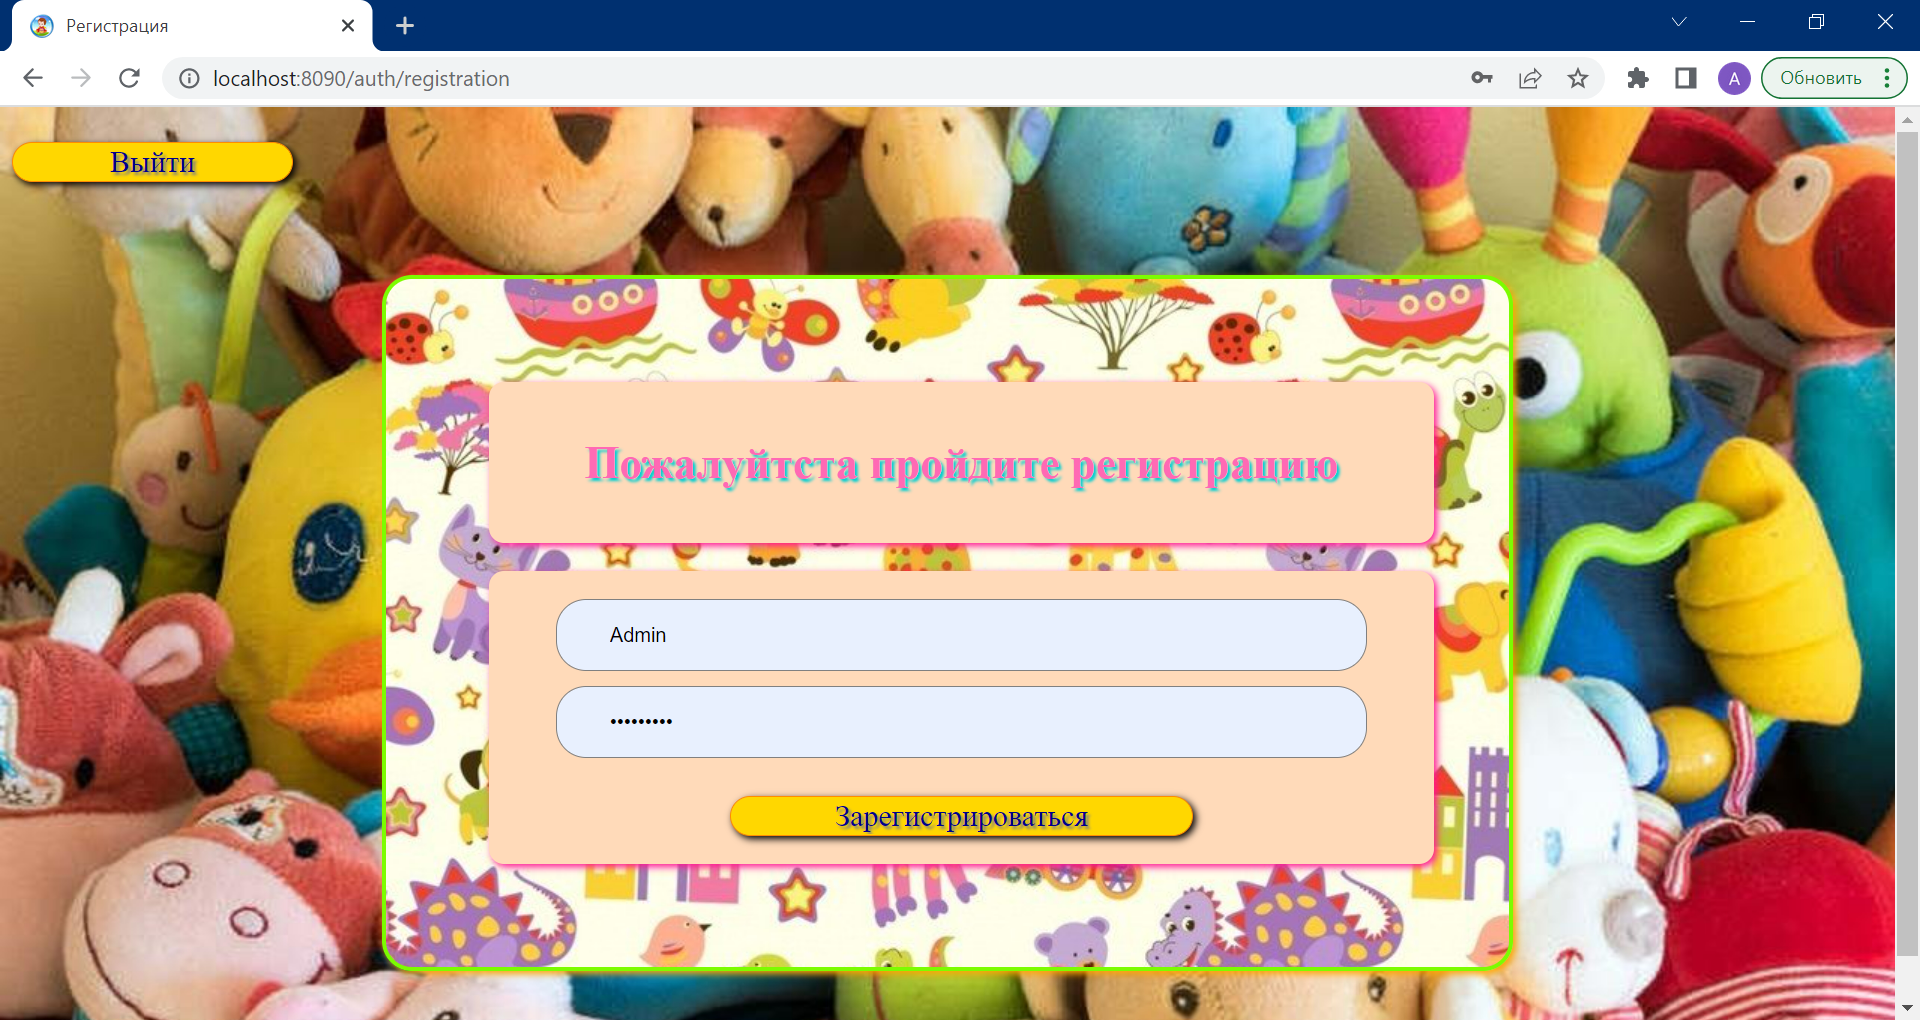 Регистрация
localhost:8090/auth/registration
A
Обновить
Выйти
Пожалуйтста пройдите регистрацию
Admin
•••••••••
Зарегистрироваться